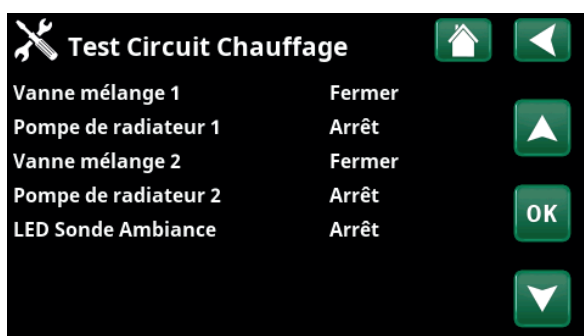 Test Circuit Chauffage
Vanne mélange 1 Fermer
Pompe de radiateur 1 Arrêt
Vanne mélange 2 Fermer
Pompe de radiateur 2 Arrêt
LED Sonde Ambiance Arrêt
OK